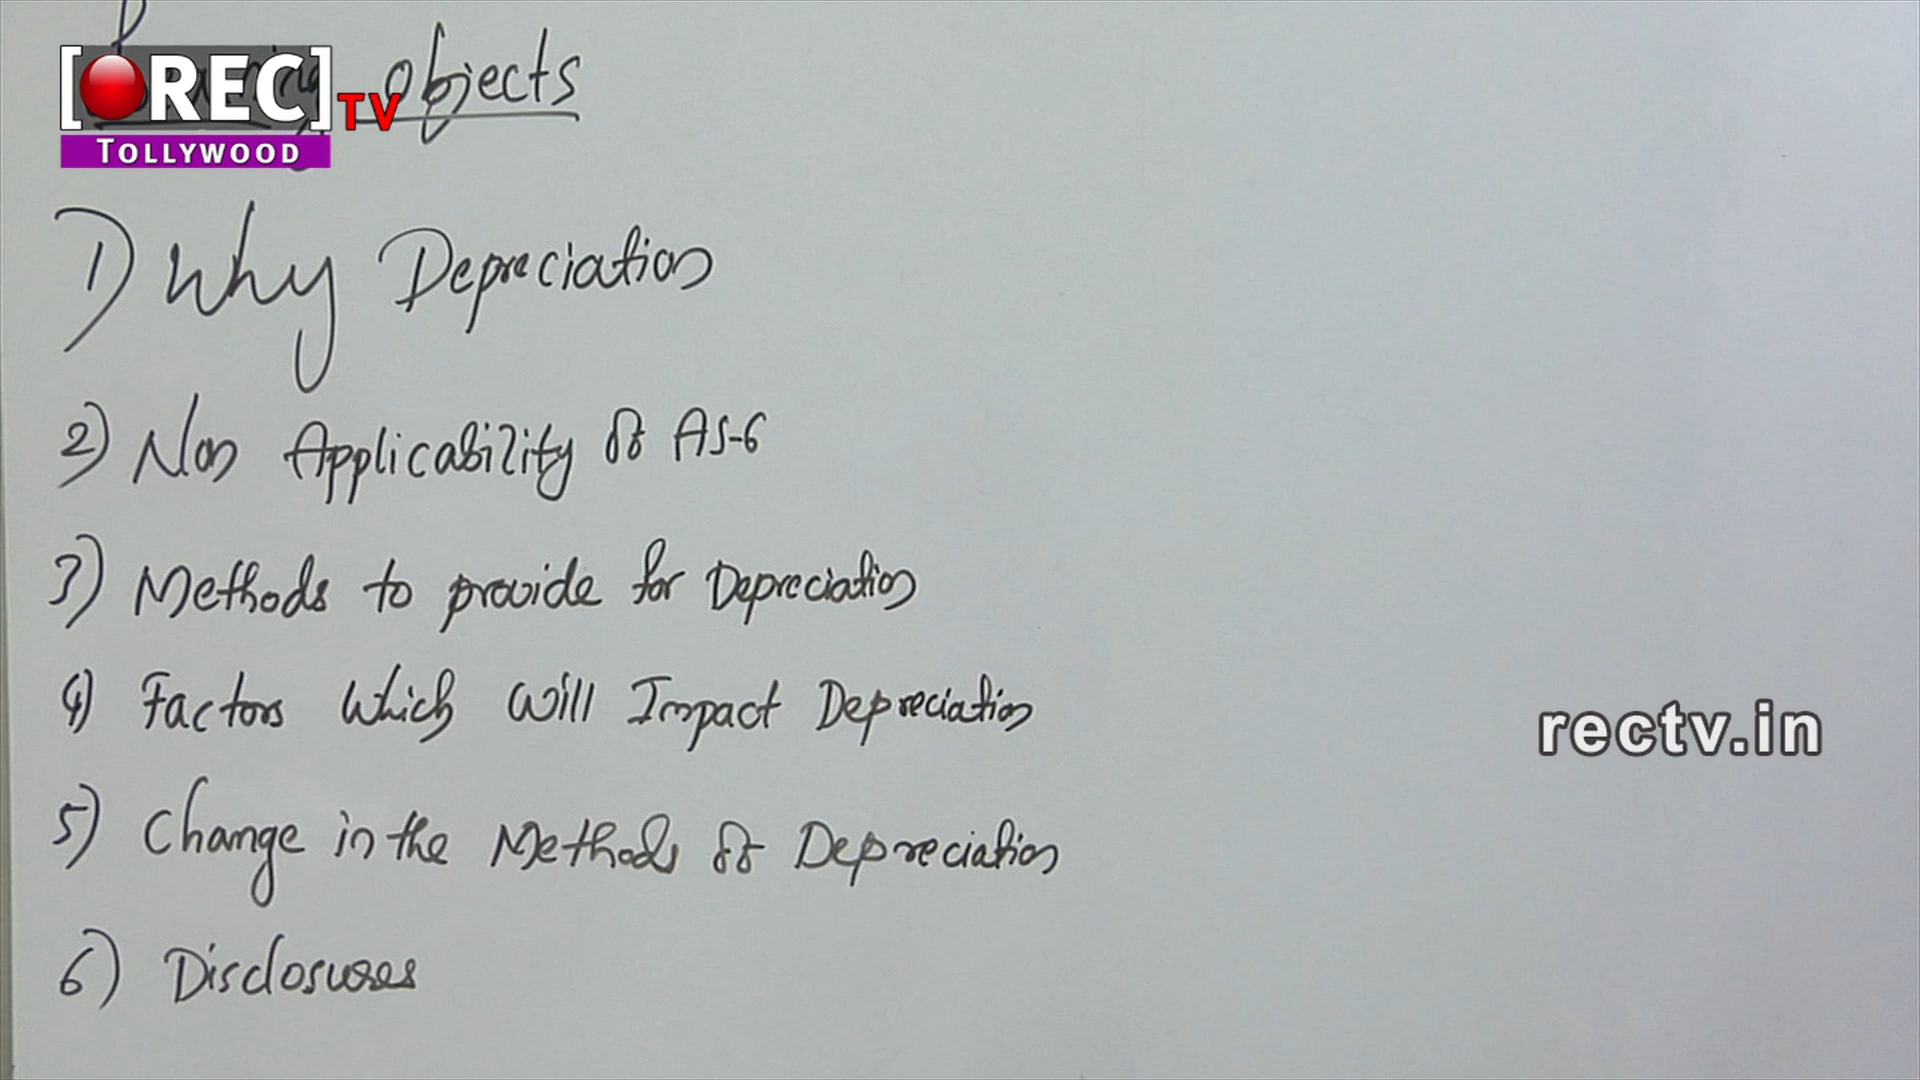 objects
[REC] TV
TOLLYWOOD
1) Why Depreciation
2) Non Applicability of AS-6
3) Methods to provide for Depreciation
4) Factors Which Will Impact Depreciation
rectv.in
5) Change in the Methods of Depreciation
6) Disclosures